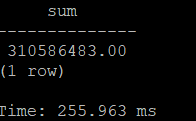 sum
--------------
310586483.00
(1 row)
Time: 255.963 ms